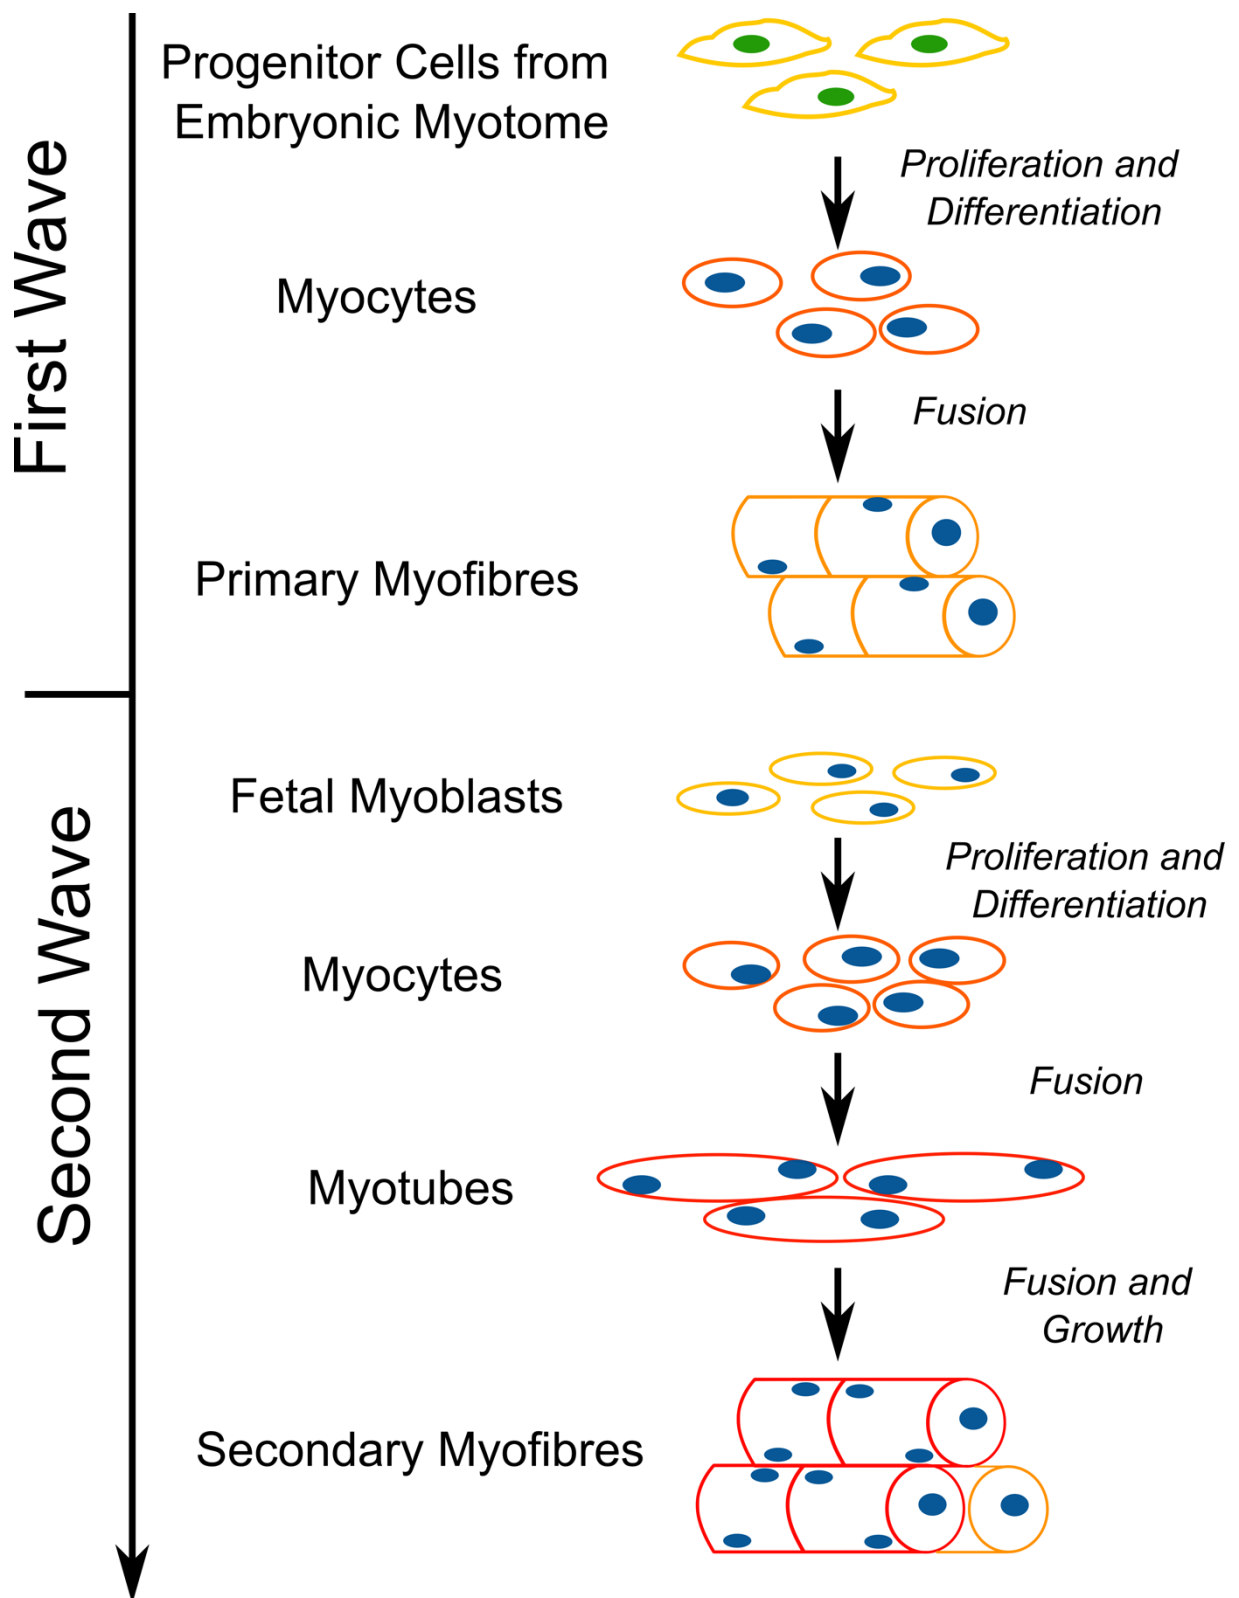 First Wave
Progenitor Cells from
Embryonic Myotome
Proliferation and
Differentiation
Myocytes
Fusion
Primary Myofibres
Second Wave
Fetal Myoblasts
Proliferation and
Differentiation
Myocytes
Fusion
Myotubes
Fusion and
Growth
Secondary Myofibres